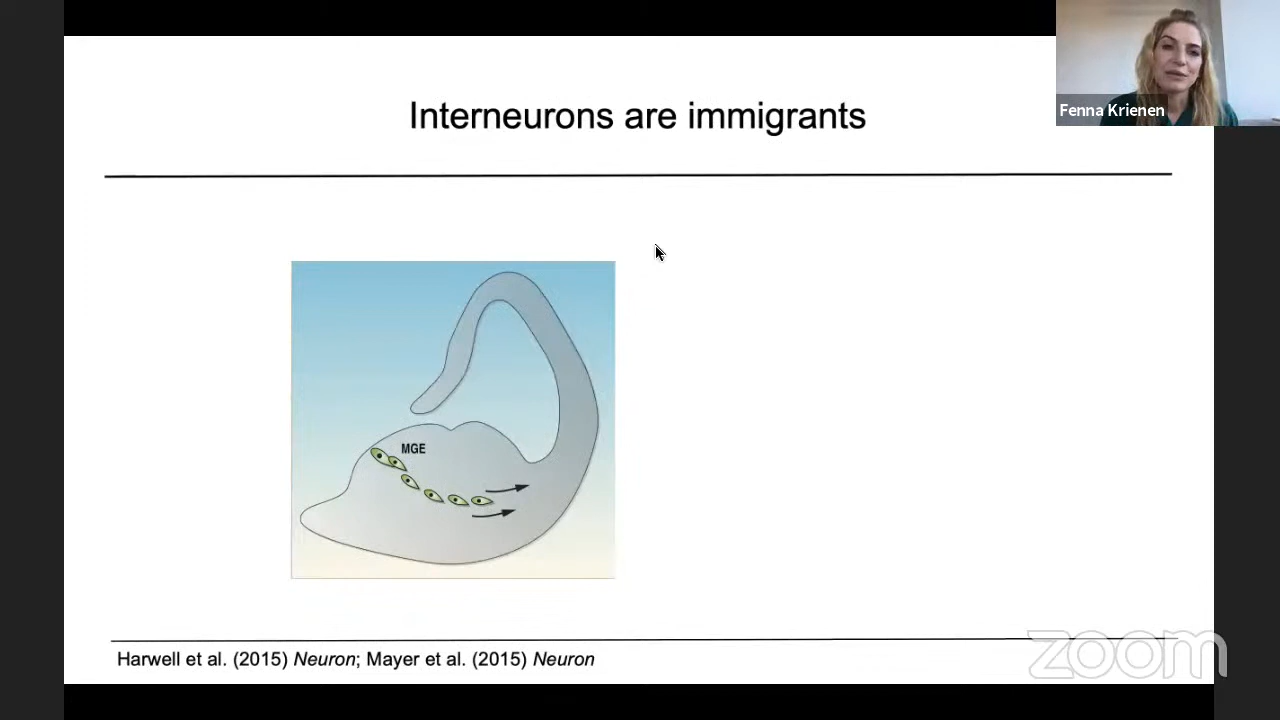 Interneurons are immigrants
Fenna Krienen
MGE
Harwell et al. (2015) Neuron; Mayer et al. (2015) Neuron
zoom